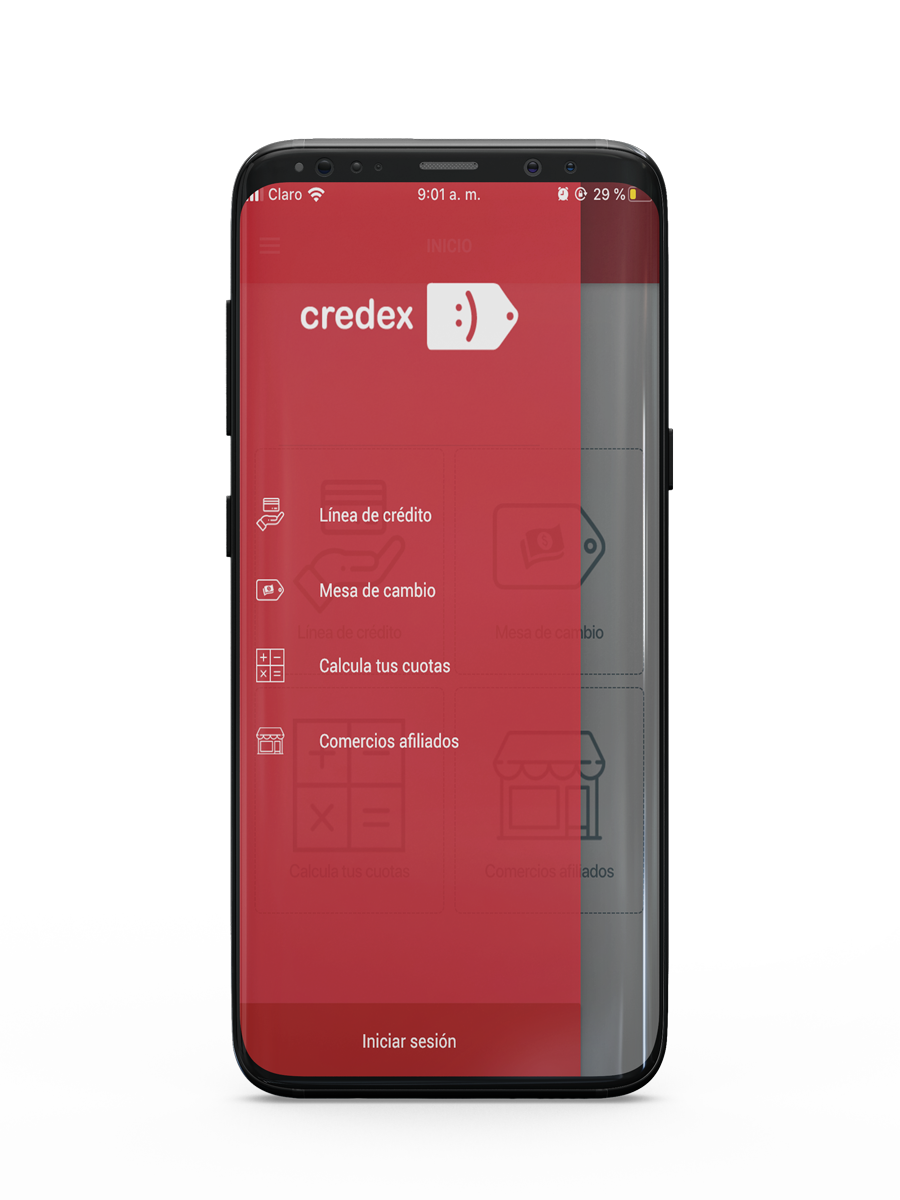 Claro 9:01 a. m. 29 %
INICIO
credex :)
Línea de crédito
Mesa de cambio
Línea de crédito
Mesa de cambio
Calcula tus cuotas
Comercios afiliados
Calcula tus cuotas
Comercios afiliados
Iniciar sesión